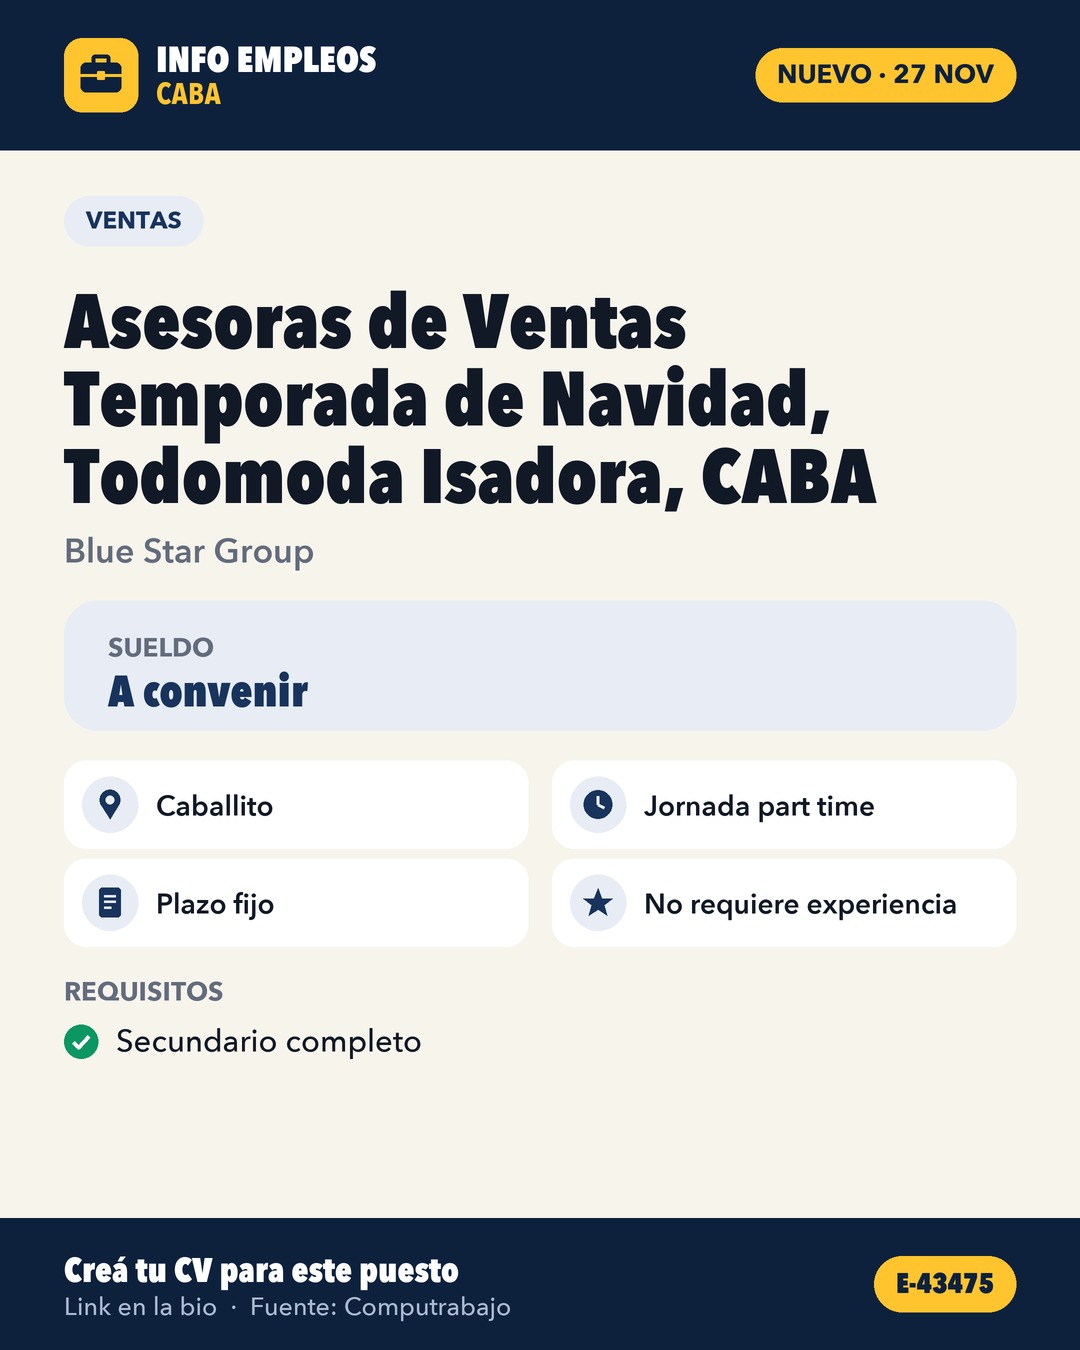 INFO EMPLEOS
CABA
NUEVO · 27 NOV
VENTAS
Asesoras de Ventas
Temporada de Navidad,
Todomoda Isadora, CABA
Blue Star Group
SUELDO
A convenir
Caballito
Jornada part time
Plazo fijo
No requiere experiencia
REQUISITOS
Secundario completo
Creá tu CV para este puesto
Link en la bio · Fuente: Computrabajo
E-43475